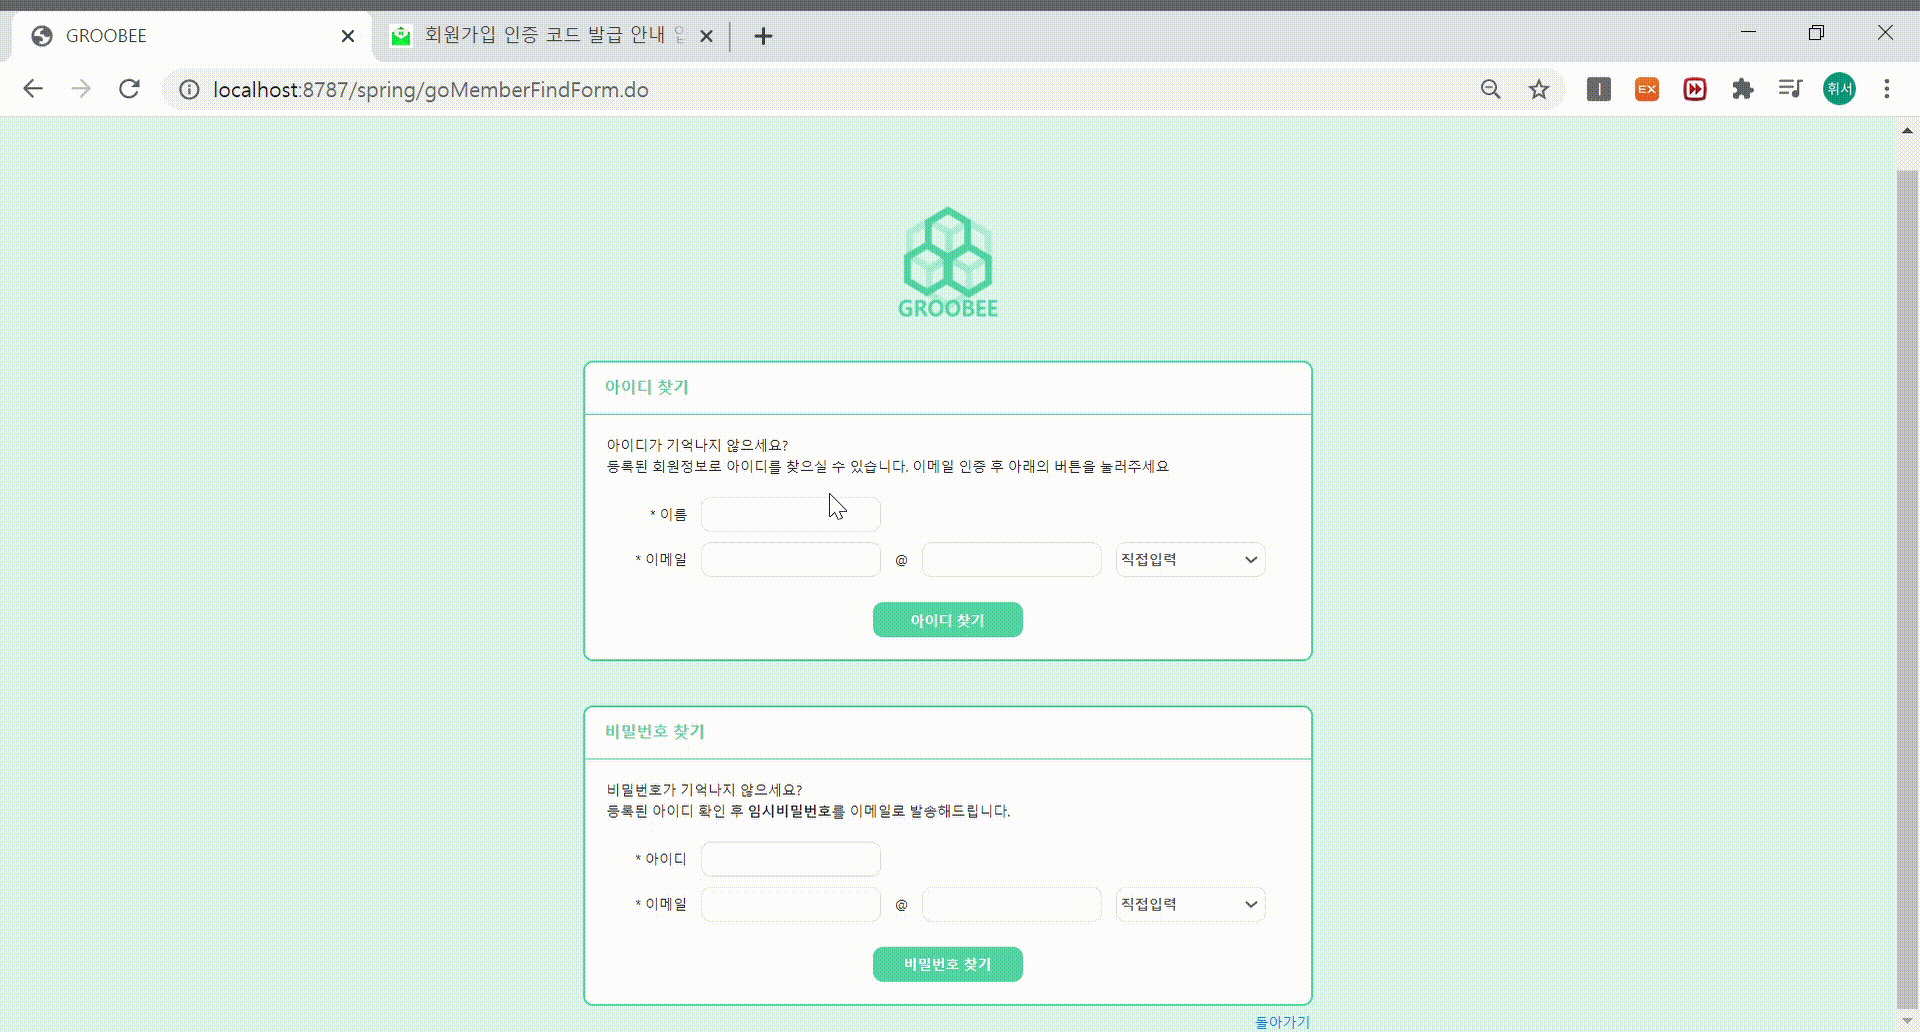 GROOBEE
회원가입 인증 코드 발급 안내
localhost:8787/spring/goMemberFindForm.do
EX
휘서
GROOBEE
아이디 찾기
아이디가 기억나지 않으세요?
등록된 회원정보로 아이디를 찾으실 수 있습니다. 이메일 인증 후 아래의 버튼을 눌러주세요
* 이름
* 이메일 @ 직접입력
아이디 찾기
비밀번호 찾기
비밀번호가 기억나지 않으세요?
등록된 아이디 확인 후 임시비밀번호를 이메일로 발송해드립니다.
* 아이디
* 이메일 @ 직접입력
비밀번호 찾기
돌아가기